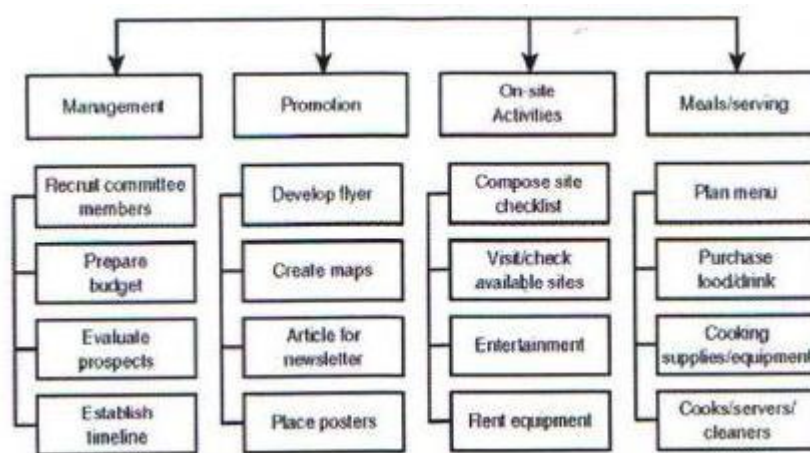 Management
Promotion
On-site
Activities
Meals/serving
Recruit committee
members
Prepare
budget
Evaluate
prospects
Establish
timeline
Develop flyer
Create maps
Article for
newsletter
Place posters
Compose site
checklist
Visit/check
available sites
Entertainment
Rent equipment
Plan menu
Purchase
food/drink
Cooking
supplies/equipment
Cooks/servers/
cleaners